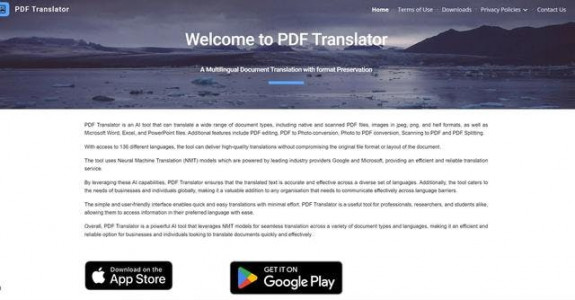 PDF Translator
Home Terms of Use Downloads Privacy Policies Contact Us
Welcome to PDF Translator
A Multilingual Document Translation with format Preservation
PDF Translator is an AI tool that can translate a wide range of document types, including native and scanned PDF files, images in jpeg, png, and heif formats, as well as
Microsoft Word, Excel, and PowerPoint files. Additional features include PDF editing, PDF to Photo conversion, Photo to PDF conversion, Scanning to PDF and PDF Splitting.
With access to 130 different languages, the tool can deliver high-quality translations without compromising the original file format or layout of the document.
The tool uses Neural Machine Translation (NMT) models which are powered by leading industry providers Google and Microsoft, providing an efficient and reliable translation
service.
By leveraging these AI capabilities, PDF Translator ensures that the translated text is accurate and effective across a diverse set of languages. Additionally, the tool caters to
the needs of businesses and individuals globally, making it a valuable addition to any organisation that needs to communicate effectively across language barriers.
The simple and user-friendly interface enables quick and easy translations with minimal effort. PDF Translator is a useful tool for professionals, researchers, and students alike,
allowing them to access information in their preferred language with ease.
Overall, PDF Translator is a powerful AI tool that leverages NMT models for seamless translation across a variety of document types and languages, making it an efficient and
reliable option for businesses and individuals looking to translate documents quickly and effectively.
Download on the
App Store
GET IT ON
Google Play